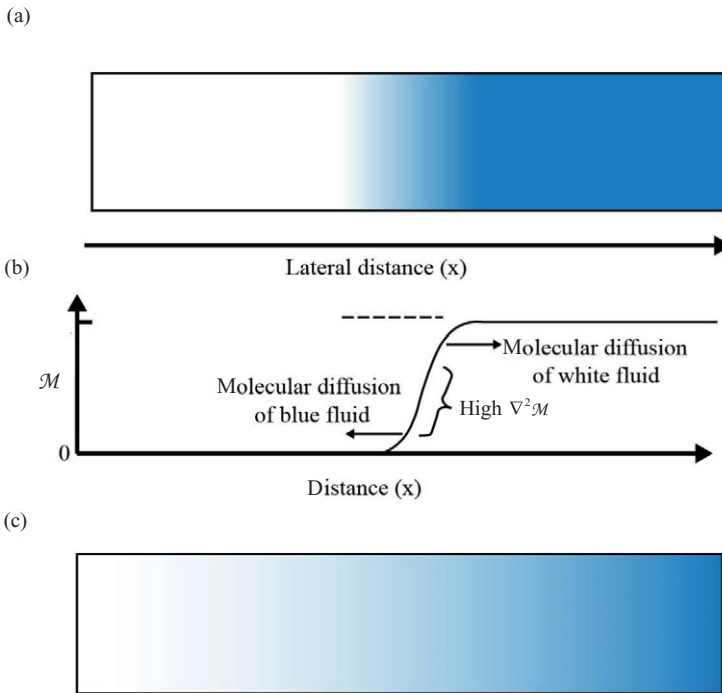 (a)
Lateral distance (x)
(b)
Molecular diffusion
of white fluid
ℳ
Molecular diffusion
of blue fluid
High ∇²ℳ
0
Distance (x)
(c)